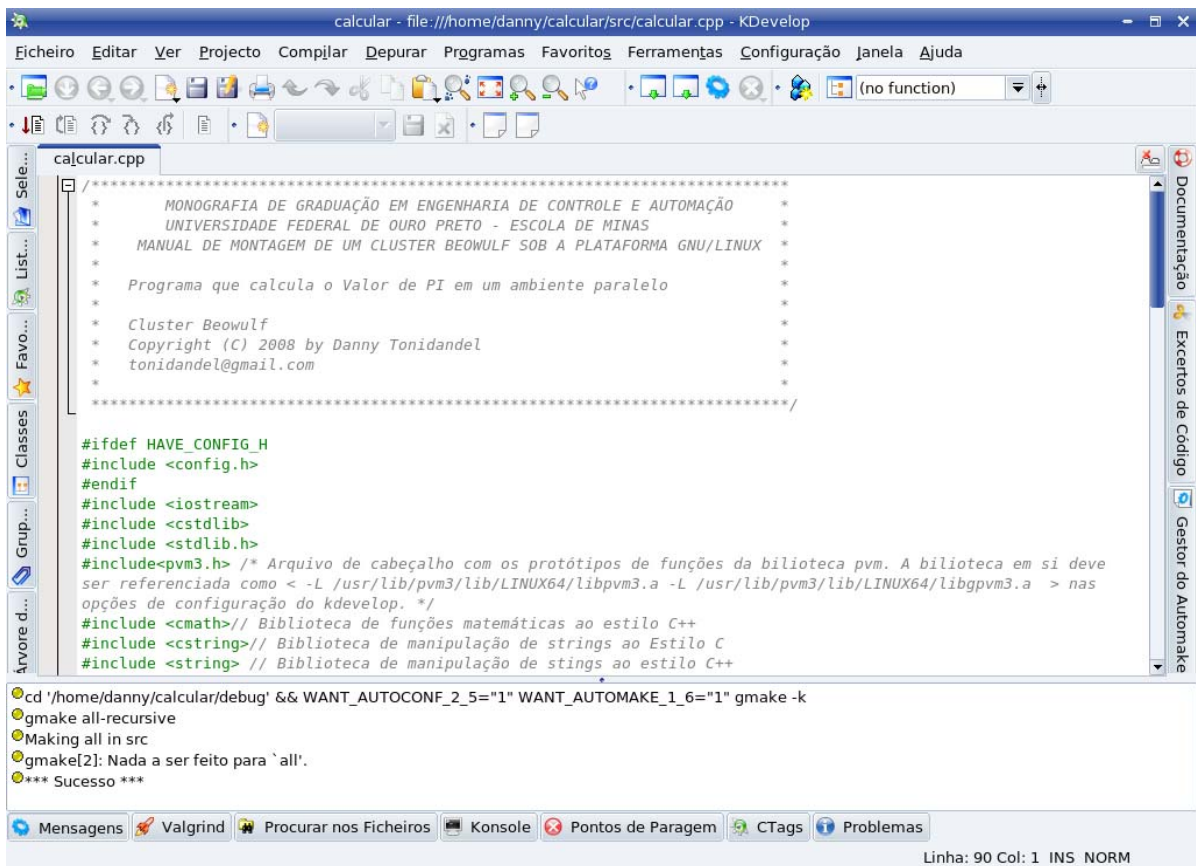 calcular - file:///home/danny/calcular/src/calcular.cpp - KDevelop
Ficheiro Editar Ver Projecto Compilar Depurar Programas Favoritos Ferramentas Configuração Janela Ajuda
(no function)
calcular.cpp
Sele...
List...
Favo...
Classes
Grup...
Árvore d...
/****************************************************************************
* MONOGRAFIA DE GRADUAÇÃO EM ENGENHARIA DE CONTROLE E AUTOMAÇÃO *
* UNIVERSIDADE FEDERAL DE OURO PRETO - ESCOLA DE MINAS *
* MANUAL DE MONTAGEM DE UM CLUSTER BEOWULF SOB A PLATAFORMA GNU/LINUX *
* *
* Programa que calcula o Valor de PI em um ambiente paralelo *
* *
* Cluster Beowulf *
* Copyright (C) 2008 by Danny Tonidandel *
* tonidandel@gmail.com *
* *
****************************************************************************/
#ifdef HAVE_CONFIG_H
#include <config.h>
#endif
#include <iostream>
#include <cstdlib>
#include <stdlib.h>
#include<pvm3.h> /* Arquivo de cabeçalho com os protótipos de funções da bilioteca pvm. A bilioteca em si deve
ser referenciada como < -L /usr/lib/pvm3/lib/LINUX64/libpvm3.a -L /usr/lib/pvm3/lib/LINUX64/libgpvm3.a > nas
opções de configuração do kdevelop. */
#include <cmath>// Biblioteca de funções matemáticas ao estilo C++
#include <cstring>// Biblioteca de manipulação de strings ao Estilo C
#include <string> // Biblioteca de manipulação de stings ao estilo C++
Documentação
Excertos de Código
Gestor do Automake
cd '/home/danny/calcular/debug' && WANT_AUTOCONF_2_5="1" WANT_AUTOMAKE_1_6="1" gmake -k
gmake all-recursive
Making all in src
gmake[2]: Nada a ser feito para `all'.
*** Sucesso ***
Mensagens Valgrind Procurar nos Ficheiros Konsole Pontos de Paragem CTags Problemas
Linha: 90 Col: 1 INS NORM